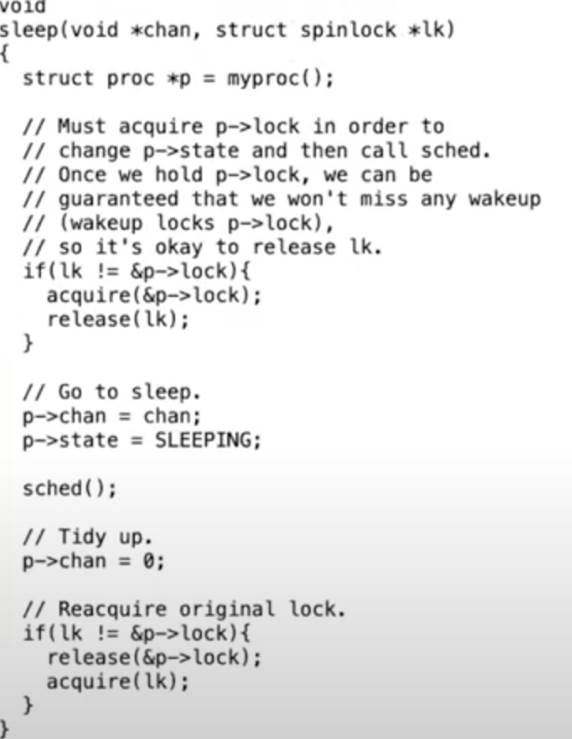 void
sleep(void *chan, struct spinlock *lk)
{
  struct proc *p = myproc();

  // Must acquire p->lock in order to
  // change p->state and then call sched.
  // Once we hold p->lock, we can be
  // guaranteed that we won't miss any wakeup
  // (wakeup locks p->lock),
  // so it's okay to release lk.
  if(lk != &p->lock){
    acquire(&p->lock);
    release(lk);
  }

  // Go to sleep.
  p->chan = chan;
  p->state = SLEEPING;

  sched();

  // Tidy up.
  p->chan = 0;

  // Reacquire original lock.
  if(lk != &p->lock){
    release(&p->lock);
    acquire(lk);
  }
}